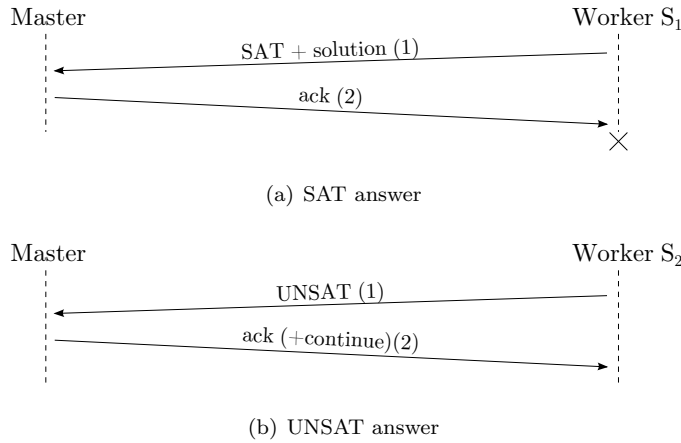 Master Worker S₁
SAT + solution (1)
ack (2)
(a) SAT answer
Master Worker S₂
UNSAT (1)
ack (+continue)(2)
(b) UNSAT answer